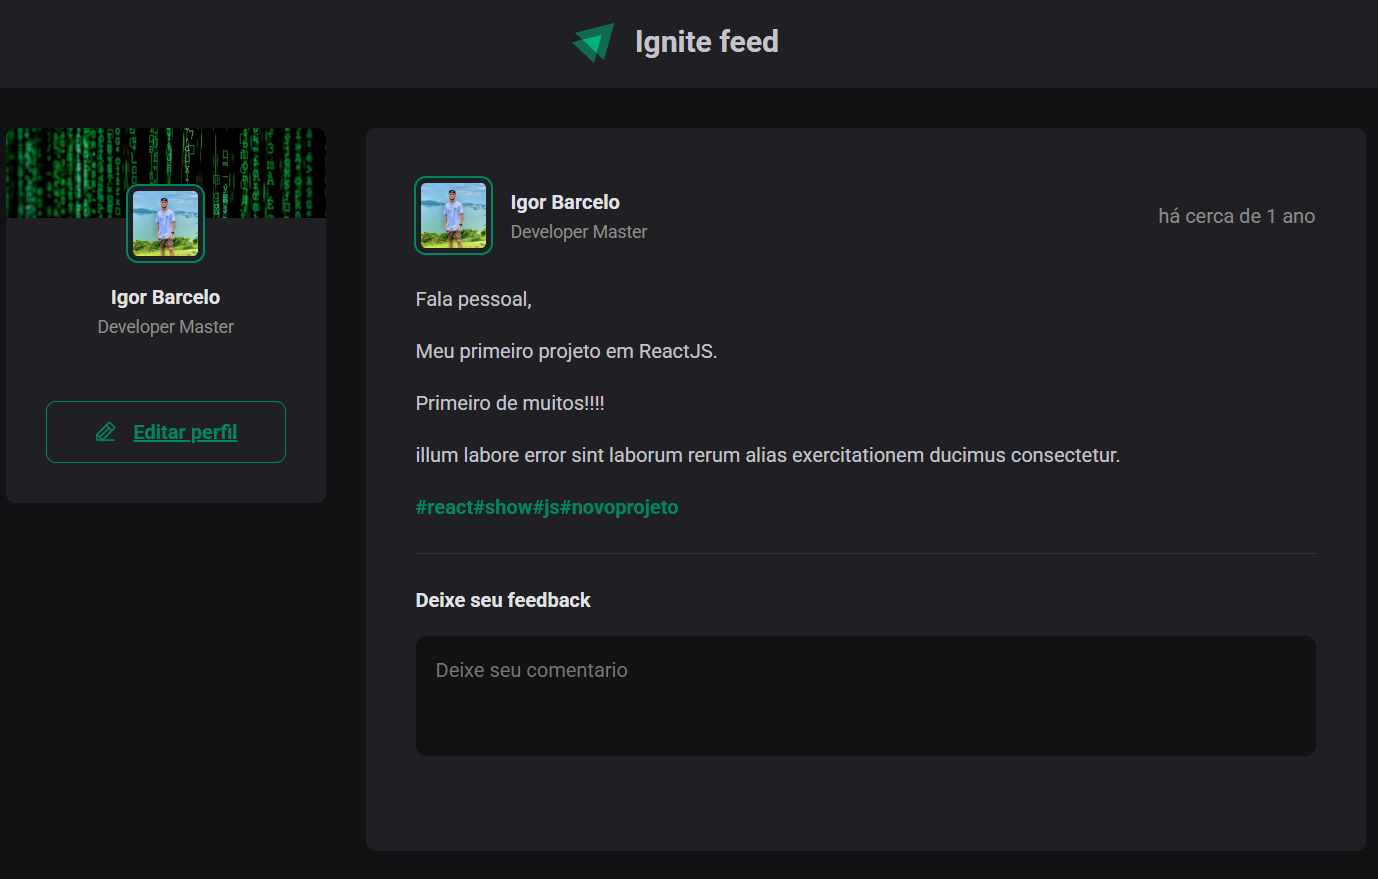 Ignite feed
Igor Barcelo
Developer Master
Editar perfil
Igor Barcelo
Developer Master
há cerca de 1 ano
Fala pessoal,
Meu primeiro projeto em ReactJS.
Primeiro de muitos!!!!
illum labore error sint laborum rerum alias exercitationem ducimus consectetur.
#react#show#js#novoprojeto
Deixe seu feedback
Deixe seu comentario